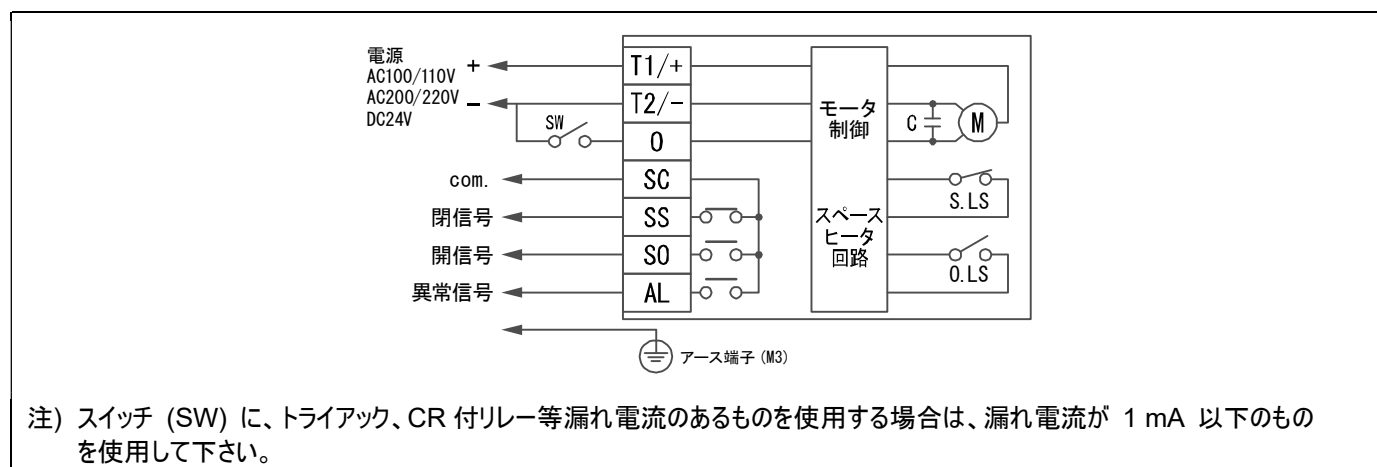 電源
AC100/110V
AC200/220V
DC24V
+
−
SW
com.
閉信号
開信号
異常信号
T1/+
T2/-
O
SC
SS
SO
AL
モータ
制御
スペース
ヒータ
回路
C
M
S.LS
O.LS
アース端子 (M3)
注) スイッチ (SW) に、トライアック、CR 付リレー等漏れ電流のあるものを使用する場合は、漏れ電流が 1 mA 以下のもの
を使用して下さい。